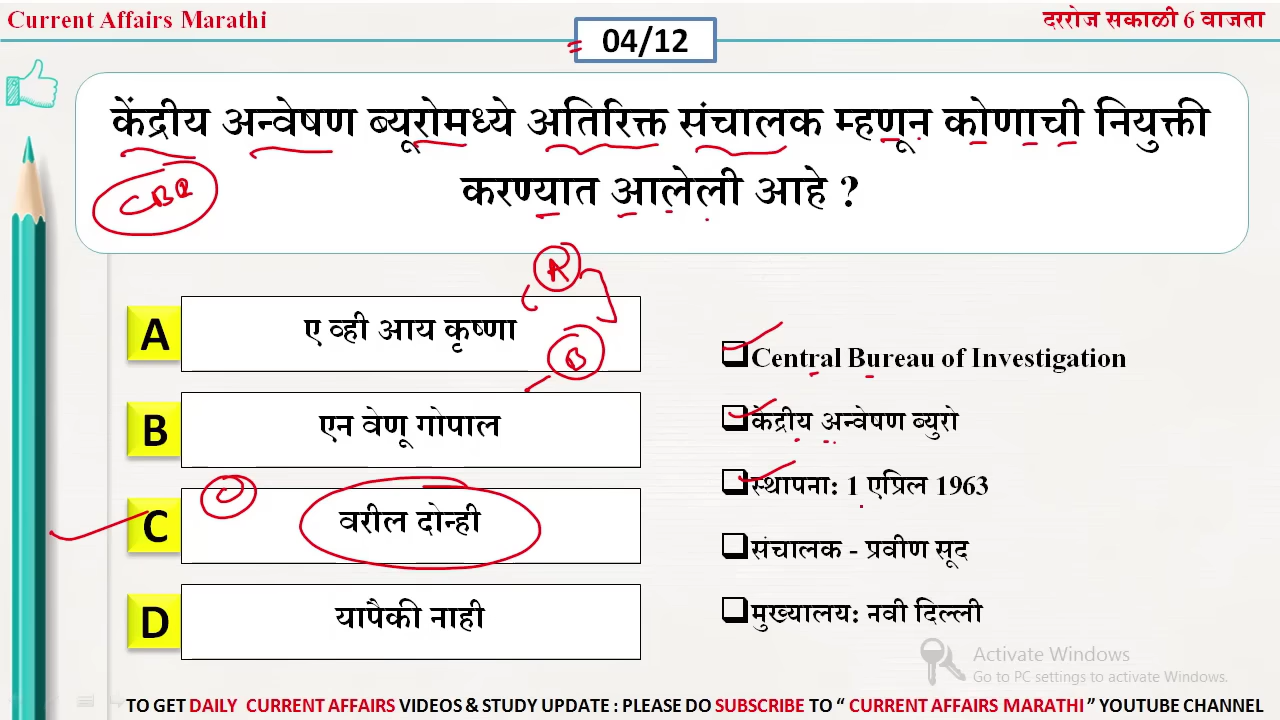 Current Affairs Marathi
दररोज सकाळी 6 वाजता
04/12
केंद्रीय अन्वेषण ब्यूरोमध्ये अतिरिक्त संचालक म्हणून कोणाची नियुक्ती
करण्यात आलेली आहे ?
CBI
A
A ए व्ही आय कृष्णा
B
B एन वेणू गोपाल
C
C वरील दोन्ही
D यापैकी नाही
Central Bureau of Investigation
केंद्रीय अन्वेषण ब्युरो
स्थापना: 1 एप्रिल 1963
संचालक - प्रवीण सूद
मुख्यालय: नवी दिल्ली
Activate Windows
Go to PC settings to activate Windows.
TO GET DAILY CURRENT AFFAIRS VIDEOS & STUDY UPDATE : PLEASE DO SUBSCRIBE TO “ CURRENT AFFAIRS MARATHI ” YOUTUBE CHANNEL